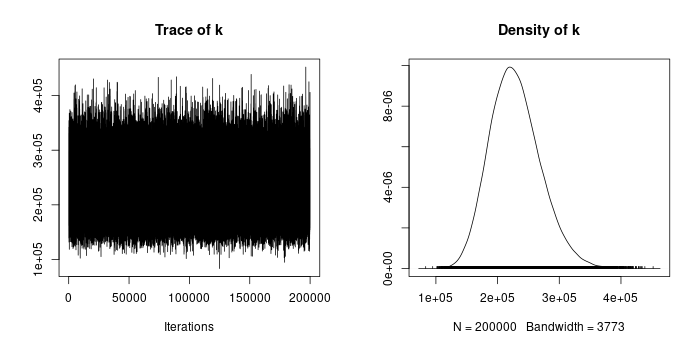 Trace of k
4e+05
3e+05
2e+05
1e+05
0
50000
100000
150000
200000
Iterations
Density of k
8e-06
4e-06
0e+00
1e+05
2e+05
3e+05
4e+05
N = 200000 Bandwidth = 3773